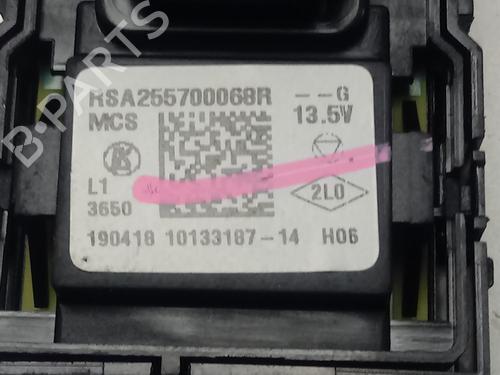 RSA255700068R --G
MCS 13.5V
K
L1
3650 2L0
190418 10133187-14 H06
B-PARTS